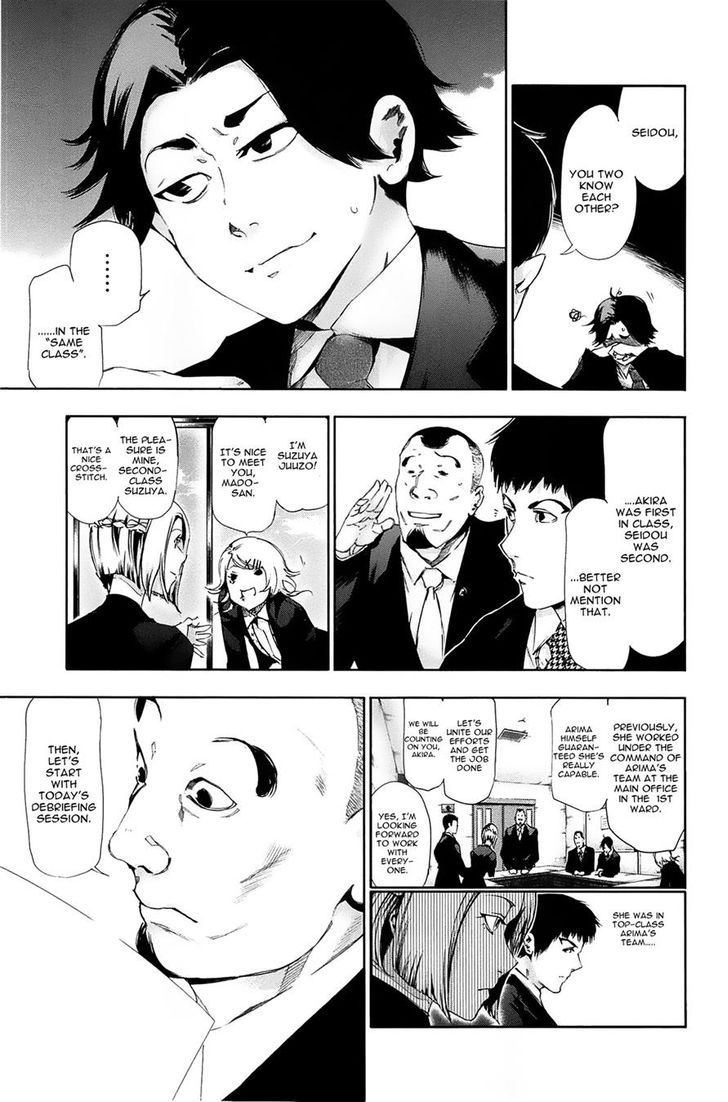 SEIDOU,
YOU TWO
KNOW
EACH
OTHER?
......
......IN THE
"SAME
CLASS".
....AKIRA
WAS FIRST
IN CLASS,
SEIDOU
WAS
SECOND.
...BETTER
NOT
MENTION
THAT.
I'M
SUZUYA
JUUZO!
IT'S NICE
TO MEET
YOU,
MADO-
SAN.
THE PLEA-
SURE IS
MINE,
SECOND-
CLASS
SUZUYA.
THAT'S A
NICE
CROSS-
STITCH.
PREVIOUSLY,
SHE WORKED
UNDER THE
COMMAND OF
ARIMA'S
TEAM AT THE
MAIN OFFICE
IN THE 1ST
WARD.
ARIMA
HIMSELF
GUARAN-
TEED SHE'S
REALLY
CAPABLE.
LET'S
UNITE OUR
EFFORTS
AND GET
THE JOB
DONE
WE WILL
BE
COUNTING
ON YOU,
AKIRA.
YES, I'M
LOOKING
FORWARD
TO WORK
WITH
EVERY-
ONE.
SHE WAS IN
TOP-CLASS
ARIMA'S
TEAM.....
THEN,
LET'S
START
WITH
TODAY'S
DEBRIEFING
SESSION.